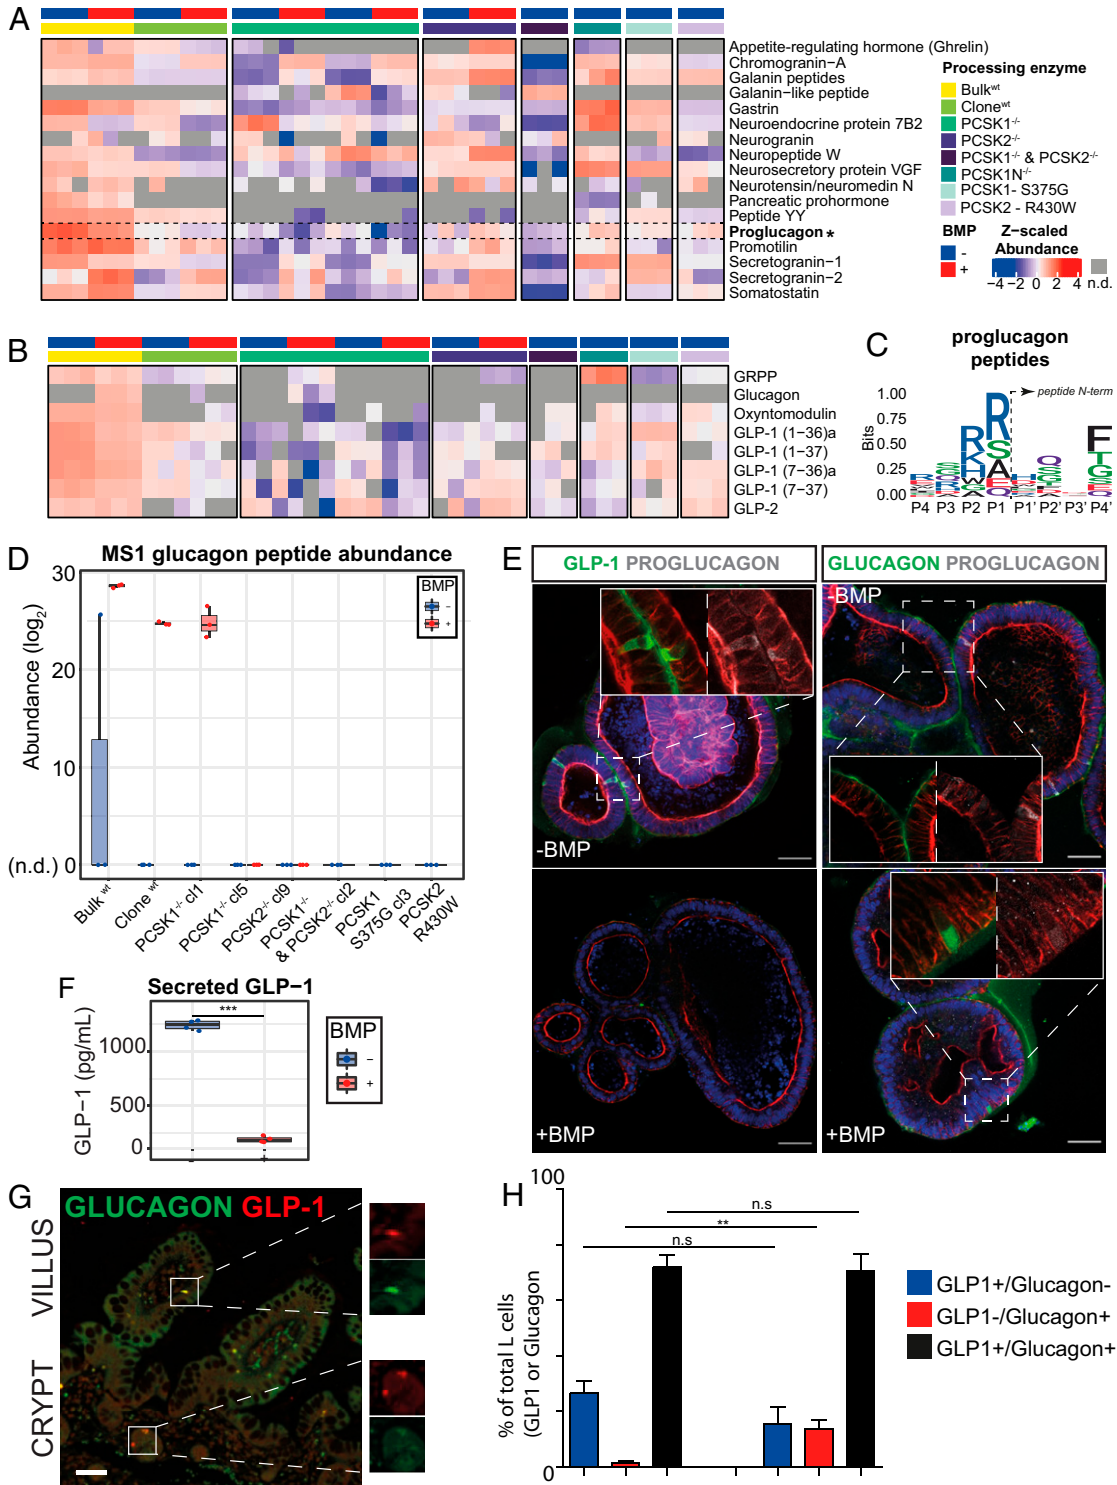 A
Appetite-regulating hormone (Ghrelin)
Chromogranin-A
Galanin peptides
Galanin-like peptide
Gastrin
Neuroendocrine protein 7B2
Neurogranin
Neuropeptide W
Neurosecretory protein VGF
Neurotensin/neuromedin N
Pancreatic prohormone
Peptide YY
Proglucagon *
Promotilin
Secretogranin-1
Secretogranin-2
Somatostatin
Processing enzyme
Bulk^wt
Clone^wt
PCSK1^-/-
PCSK2^-/-
PCSK1^-/- & PCSK2^-/-
PCSK1N^-/-
PCSK1- S375G
PCSK2 - R430W
BMP
-
+
Z-scaled
Abundance
-4 -2 0 2 4 n.d.
B
GRPP
Glucagon
Oxyntomodulin
GLP-1 (1-36)a
GLP-1 (1-37)
GLP-1 (7-36)a
GLP-1 (7-37)
GLP-2
C proglucagon
peptides
peptide N-term
Bits
1.00
0.75
0.50
0.25
0.00
P4 P3 P2 P1 P1' P2' P3' P4'
D MS1 glucagon peptide abundance
Abundance (log2)
30
20
10
(n.d.) 0
BMP
-
+
Bulk ^wt
Clone ^wt
PCSK1^-/- cl1
PCSK1^-/- cl5
PCSK2^-/- cl9
PCSK1^-/-
& PCSK2^-/- cl2
PCSK1
S375G cl3
PCSK2
R430W
E
GLP-1 PROGLUCAGON
GLUCAGON PROGLUCAGON
-BMP
-BMP
+BMP
+BMP
F Secreted GLP-1
***
GLP-1 (pg/mL)
1000
500
0
- +
BMP
-
+
G
GLUCAGON GLP-1
VILLUS
CRYPT
H
% of total L cells
(GLP1 or Glucagon
100
0
n.s
**
n.s
GLP1+/Glucagon-
GLP1-/Glucagon+
GLP1+/Glucagon+